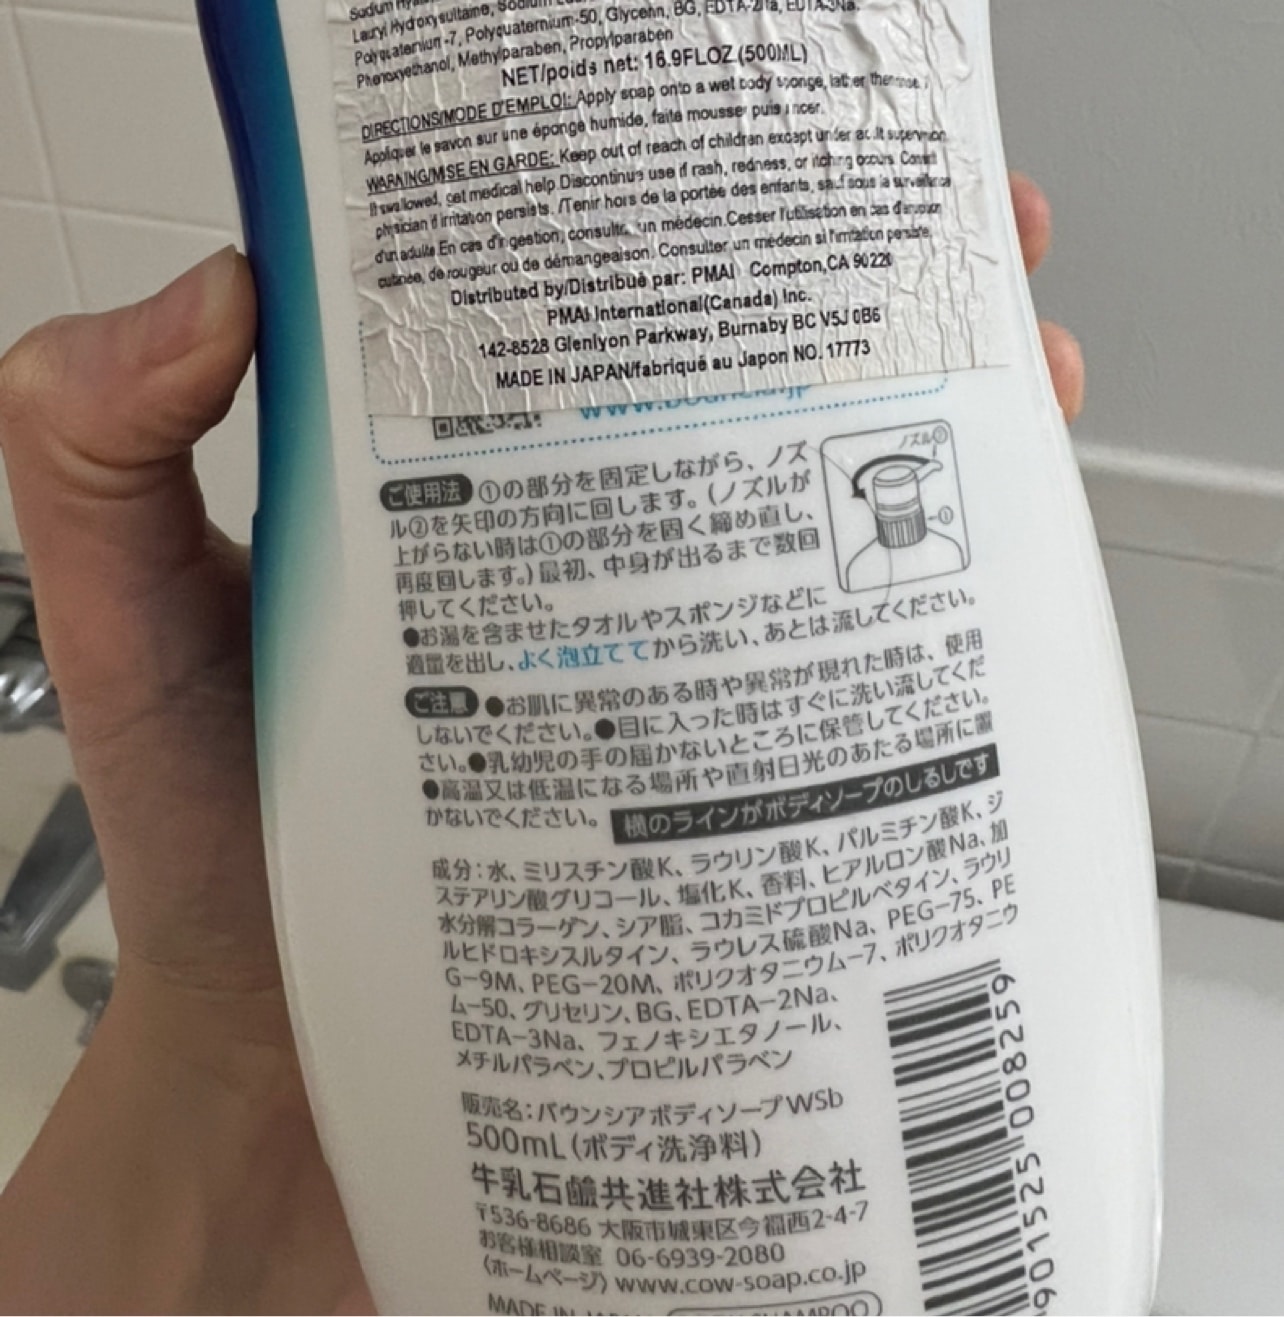 Sodium
Lauryl Hydroxysultaine, Sodium
Polyquaternium-7, Polyquaternium-50, Glycerin, BG, EDTA-2Na, EDTA-3Na.
Phenoxyethanol, Methylparaben, Propylparaben
NET/poids net: 16.9FLOZ (500ML)
DIRECTIONS/MODE D'EMPLOI: Apply soap onto a wet body sponge, lather then
Appliquer le savon sur une éponge humide, faite mousser puis
WARNING/MISE EN GARDE: Keep out of reach of children except under adult supervision.
If swallowed, get medical help. Discontinue use if rash, redness, or itching occurs. Consult
physician if irritation persists. /Tenir hors de la portée des enfants, sauf sous la surveillance
d'un adulte. En cas d'ingestion, consulter un médecin. Cesser l'utilisation en cas d'éruption
cutanée, de rougeur ou de démangeaison. Consulter un médecin si l'irritation persiste.
Distributed by/Distribué par: PMAI Compton, CA 90220
PMAI International(Canada) Inc.
142-8528 Glenlyon Parkway, Burnaby BC V5J 0B6
MADE IN JAPAN/fabriqué au Japon NO. 17773
ご使用法 ①の部分を固定しながら、ノズ
ル②を矢印の方向に回します。(ノズルが
上がらない時は①の部分を固く締め直し、
再度回します。)最初、中身が出るまで数回
押してください。
ノズル②
①
●お湯を含ませたタオルやスポンジなどに
適量を出し、よく泡立ててから洗い、あとは流してください。
ご注意 ●お肌に異常のある時や異常が現れた時は、使用
しないでください。●目に入った時はすぐに洗い流してくだ
さい。●乳幼児の手の届かないところに保管してください。
●高温又は低温になる場所や直射日光のあたる場所に置
かないでください。 横のラインがボディソープのしるしです
成分：水、ミリスチン酸K、ラウリン酸K、パルミチン酸K、ジ
ステアリン酸グリコール、塩化K、香料、ヒアルロン酸Na、加
水分解コラーゲン、シア脂、コカミドプロピルベタイン、ラウリ
ルヒドロキシスルタイン、ラウレス硫酸Na、PEG-75、PE
G-9M、PEG-20M、ポリクオタニウム-7、ポリクオタニウ
ム-50、グリセリン、BG、EDTA-2Na、
EDTA-3Na、フェノキシエタノール、
メチルパラベン、プロピルパラベン
販売名：バウンシアボディソープWSb
500mL(ボディ洗浄料)
牛乳石鹼共進社株式会社
〒536-8686 大阪市城東区今福西2-4-7
お客様相談室 06-6939-2080
(ホームページ) www.cow-soap.co.jp
MADE IN
901525 008259